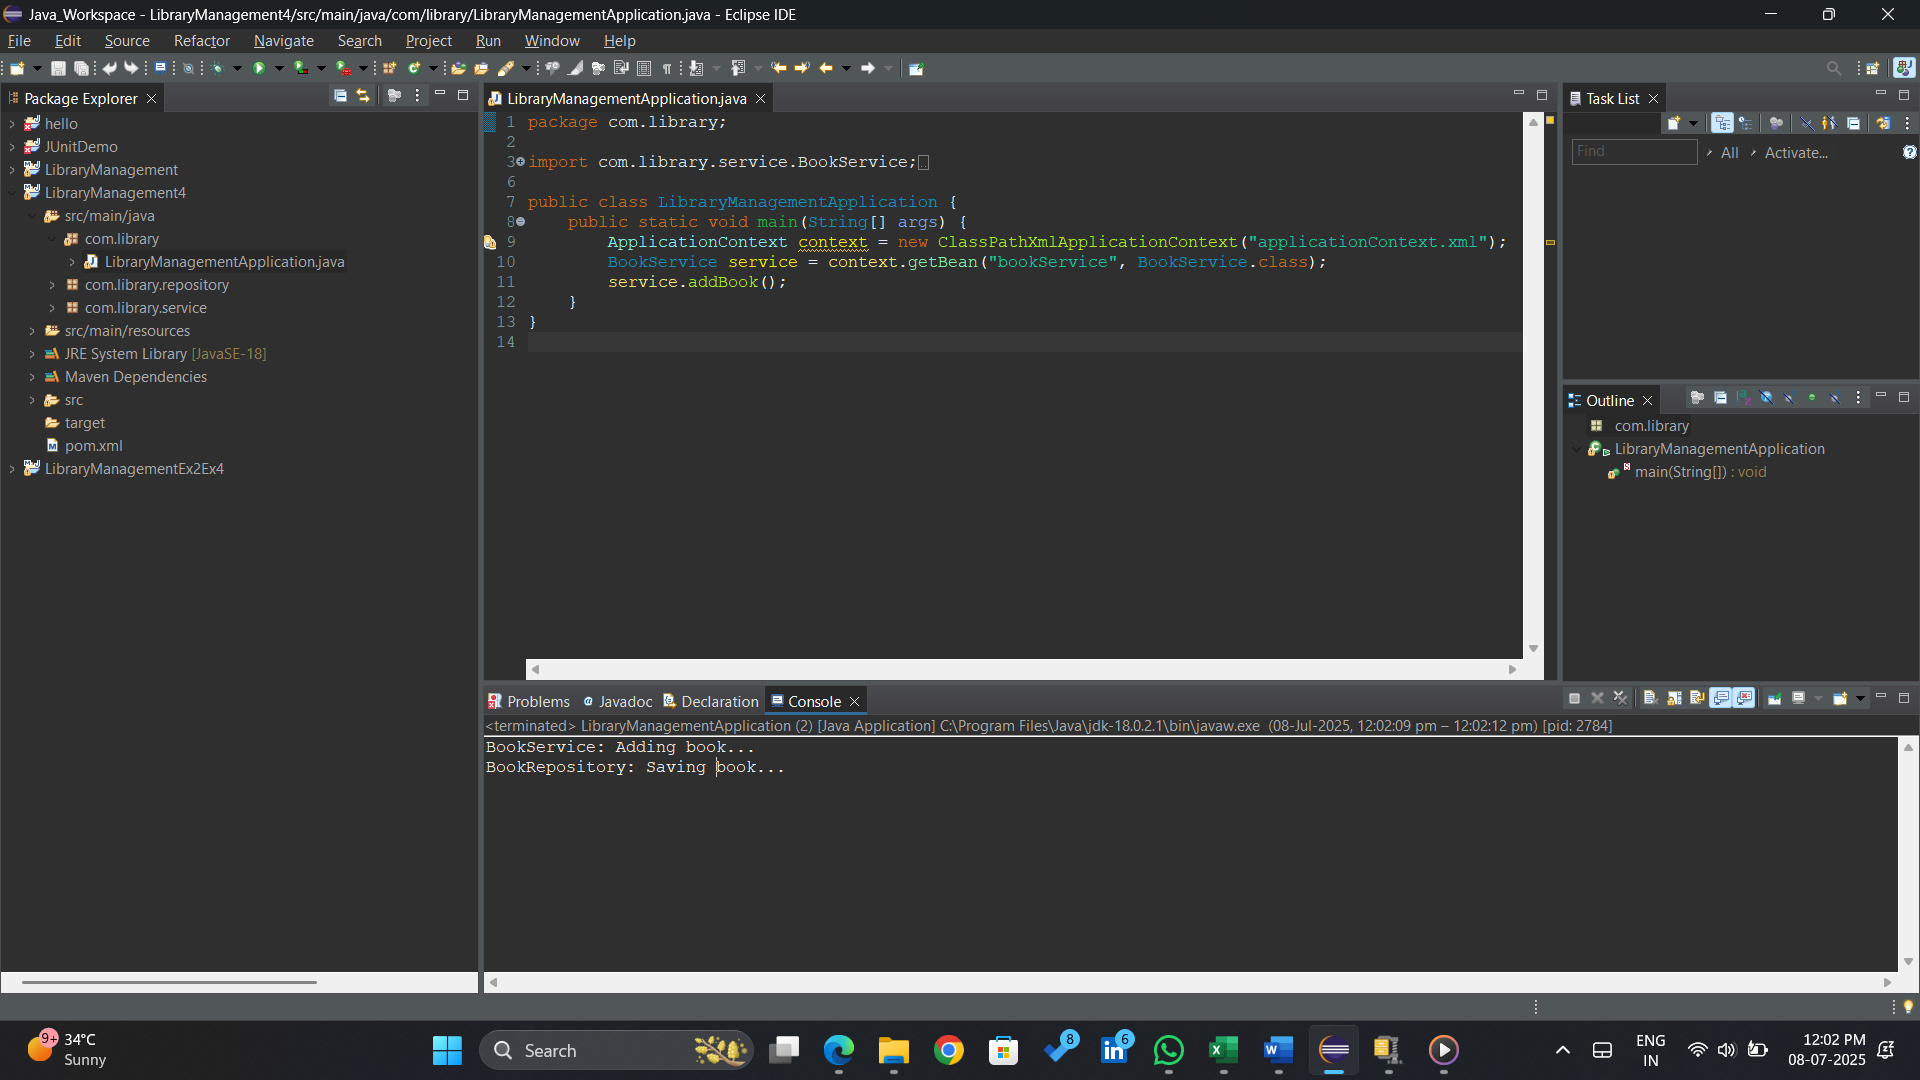 Java_Workspace - LibraryManagement4/src/main/java/com/library/LibraryManagementApplication.java - Eclipse IDE
File Edit Source Refactor Navigate Search Project Run Window Help
Package Explorer
hello
JUnitDemo
LibraryManagement
LibraryManagement4
src/main/java
com.library
LibraryManagementApplication.java
com.library.repository
com.library.service
src/main/resources
JRE System Library [JavaSE-18]
Maven Dependencies
src
target
pom.xml
LibraryManagementEx2Ex4
LibraryManagementApplication.java
1 package com.library;
2
3 import com.library.service.BookService;
6
7 public class LibraryManagementApplication {
8 public static void main(String[] args) {
9 ApplicationContext context = new ClassPathXmlApplicationContext("applicationContext.xml");
10 BookService service = context.getBean("bookService", BookService.class);
11 service.addBook();
12 }
13 }
14
Task List
Find All Activate...
Outline
com.library
LibraryManagementApplication
main(String[]) : void
Problems Javadoc Declaration Console
<terminated> LibraryManagementApplication (2) [Java Application] C:\Program Files\Java\jdk-18.0.2.1\bin\javaw.exe (08-Jul-2025, 12:02:09 pm – 12:02:12 pm) [pid: 2784]
BookService: Adding book...
BookRepository: Saving book...
9+
34°C
Sunny
Search
8
6
ENG
IN
12:02 PM
08-07-2025